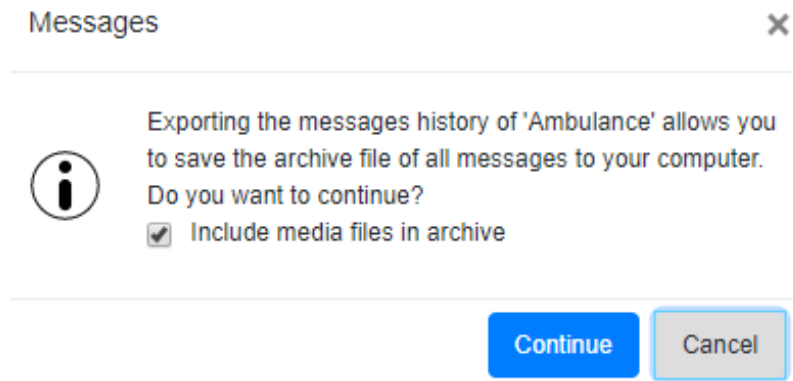 Messages
Exporting the messages history of 'Ambulance' allows you
to save the archive file of all messages to your computer.
Do you want to continue?
Include media files in archive
Continue Cancel